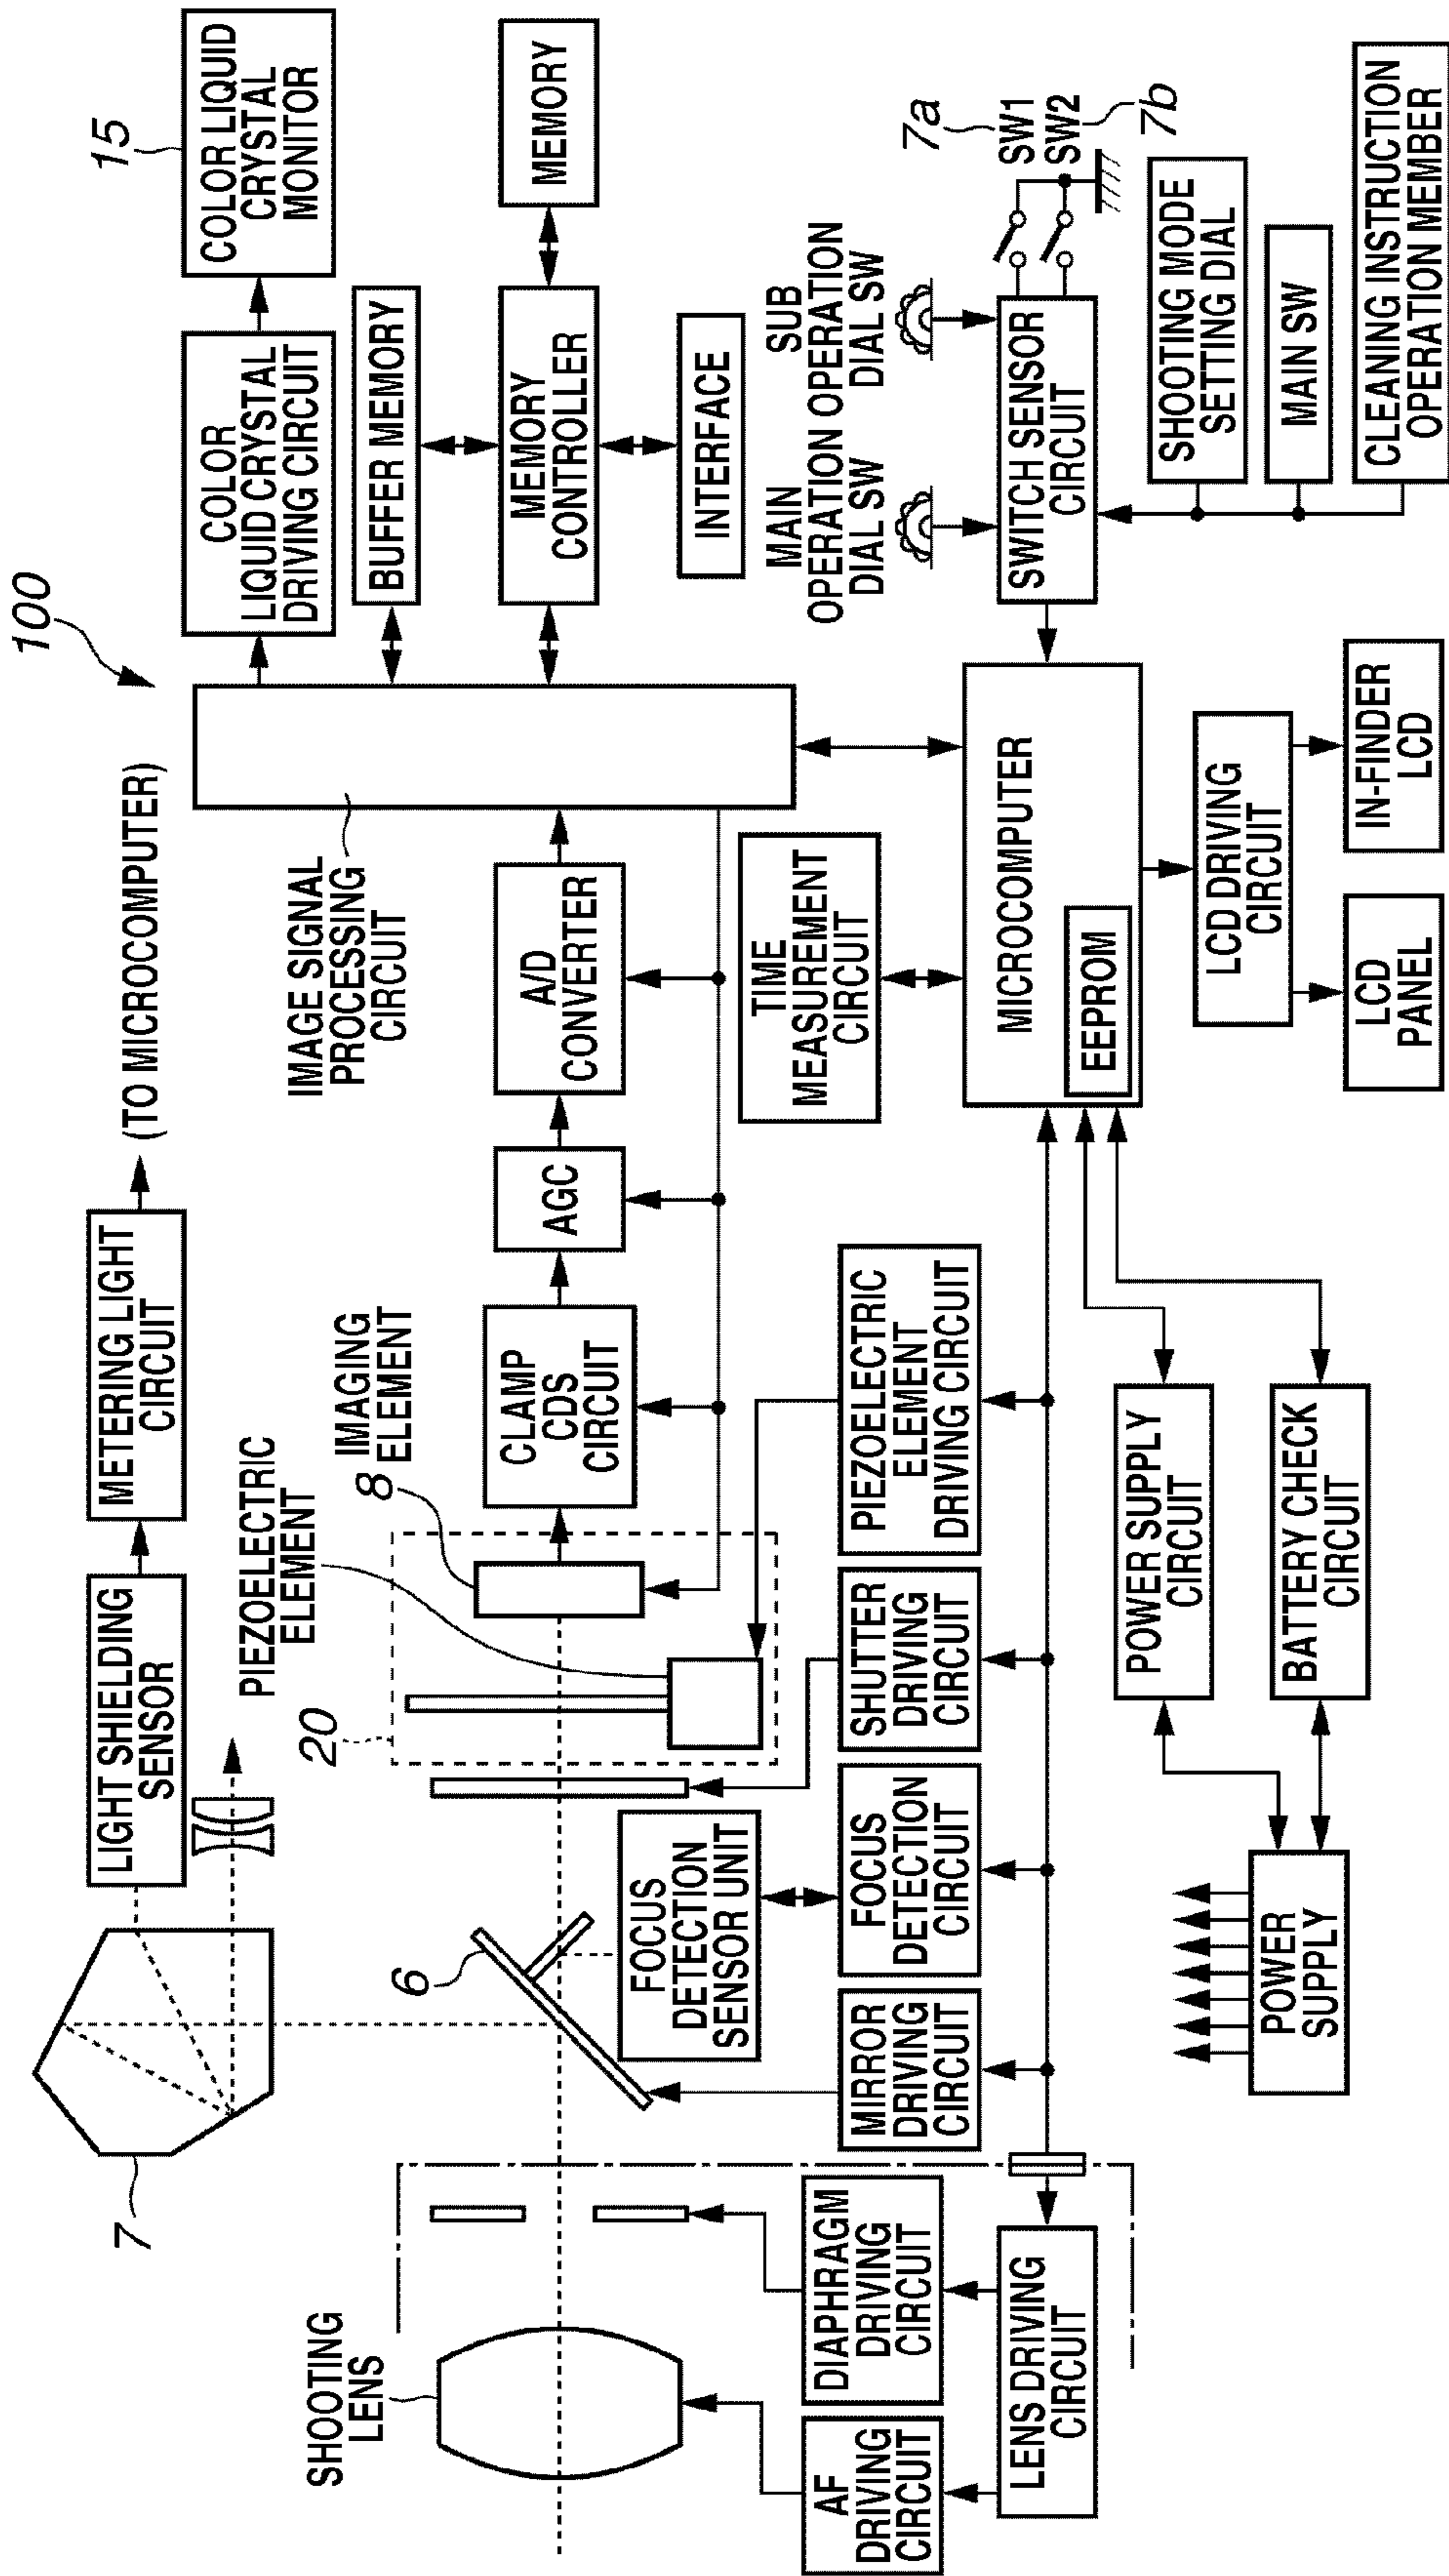 100
15
COLOR LIQUID
CRYSTAL
MONITOR
COLOR
LIQUID CRYSTAL
DRIVING CIRCUIT
BUFFER MEMORY
MEMORY
CONTROLLER
MEMORY
INTERFACE
(TO MICROCOMPUTER)
METERING LIGHT
CIRCUIT
LIGHT SHIELDING
SENSOR
7
PIEZOELECTRIC
ELEMENT
IMAGE SIGNAL
PROCESSING
CIRCUIT
A/D
CONVERTER
AGC
CLAMP
CDS
CIRCUIT
IMAGING
ELEMENT
8
20
6
SHOOTING
LENS
FOCUS
DETECTION
SENSOR UNIT
TIME
MEASUREMENT
CIRCUIT
MAIN
OPERATION
DIAL SW
SUB
OPERATION
DIAL SW
7a
SW1
SW2
7b
SWITCH SENSOR
CIRCUIT
SHOOTING MODE
SETTING DIAL
MAIN SW
CLEANING INSTRUCTION
OPERATION MEMBER
MICROCOMPUTER
EEPROM
LCD DRIVING
CIRCUIT
LCD
PANEL
IN-FINDER
LCD
AF
DRIVING
CIRCUIT
DIAPHRAGM
DRIVING
CIRCUIT
MIRROR
DRIVING
CIRCUIT
FOCUS
DETECTION
CIRCUIT
SHUTTER
DRIVING
CIRCUIT
PIEZOELECTRIC
ELEMENT
DRIVING CIRCUIT
LENS DRIVING
CIRCUIT
POWER SUPPLY
CIRCUIT
BATTERY CHECK
CIRCUIT
POWER
SUPPLY